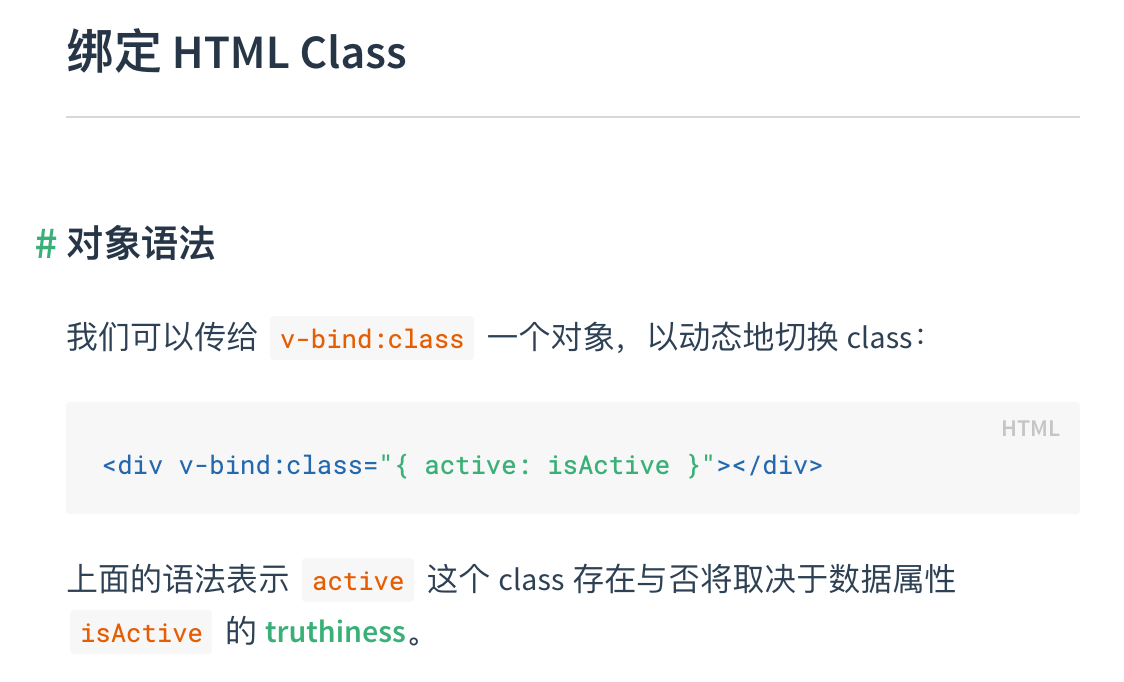 绑定 HTML Class
# 对象语法
我们可以传给 v-bind:class 一个对象，以动态地切换 class：
HTML
<div v-bind:class="{ active: isActive }"></div>
上面的语法表示 active 这个 class 存在与否将取决于数据属性
isActive 的 truthiness。